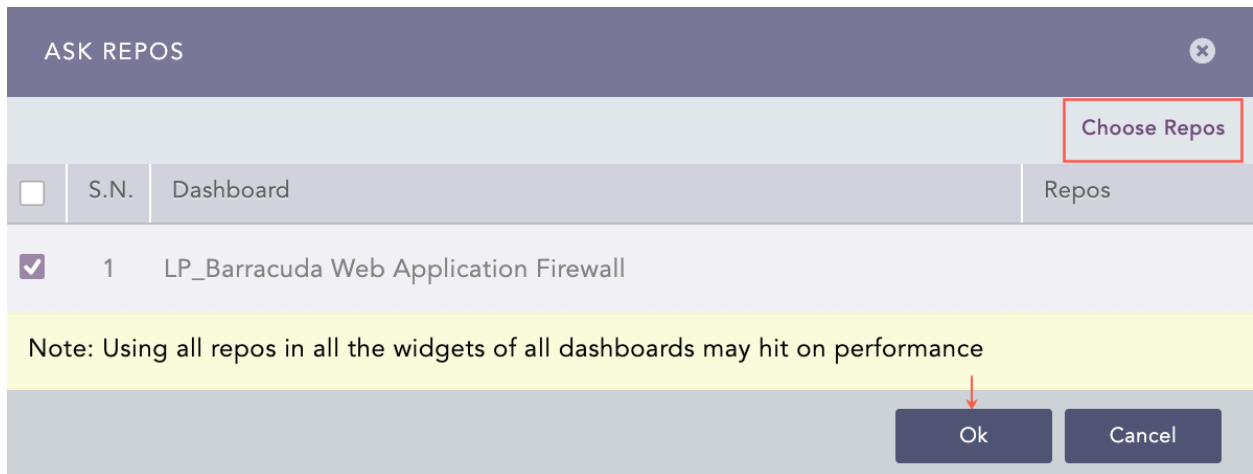 ASK REPOS
Choose Repos
S.N. Dashboard Repos
1 LP_Barracuda Web Application Firewall
Note: Using all repos in all the widgets of all dashboards may hit on performance
Ok Cancel